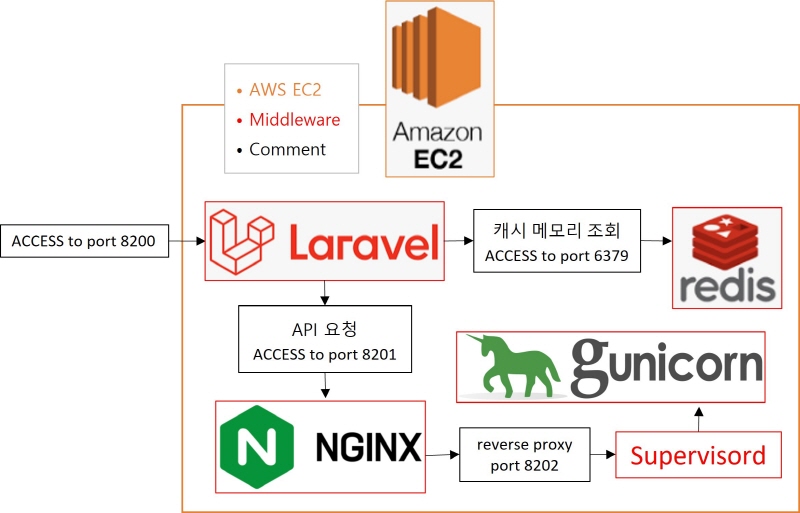 • AWS EC2
• Middleware
• Comment
Amazon
EC2
ACCESS to port 8200
Laravel
캐시 메모리 조회
ACCESS to port 6379
redis
API 요청
ACCESS to port 8201
gunicorn
N
NGINX
reverse proxy
port 8202
Supervisord